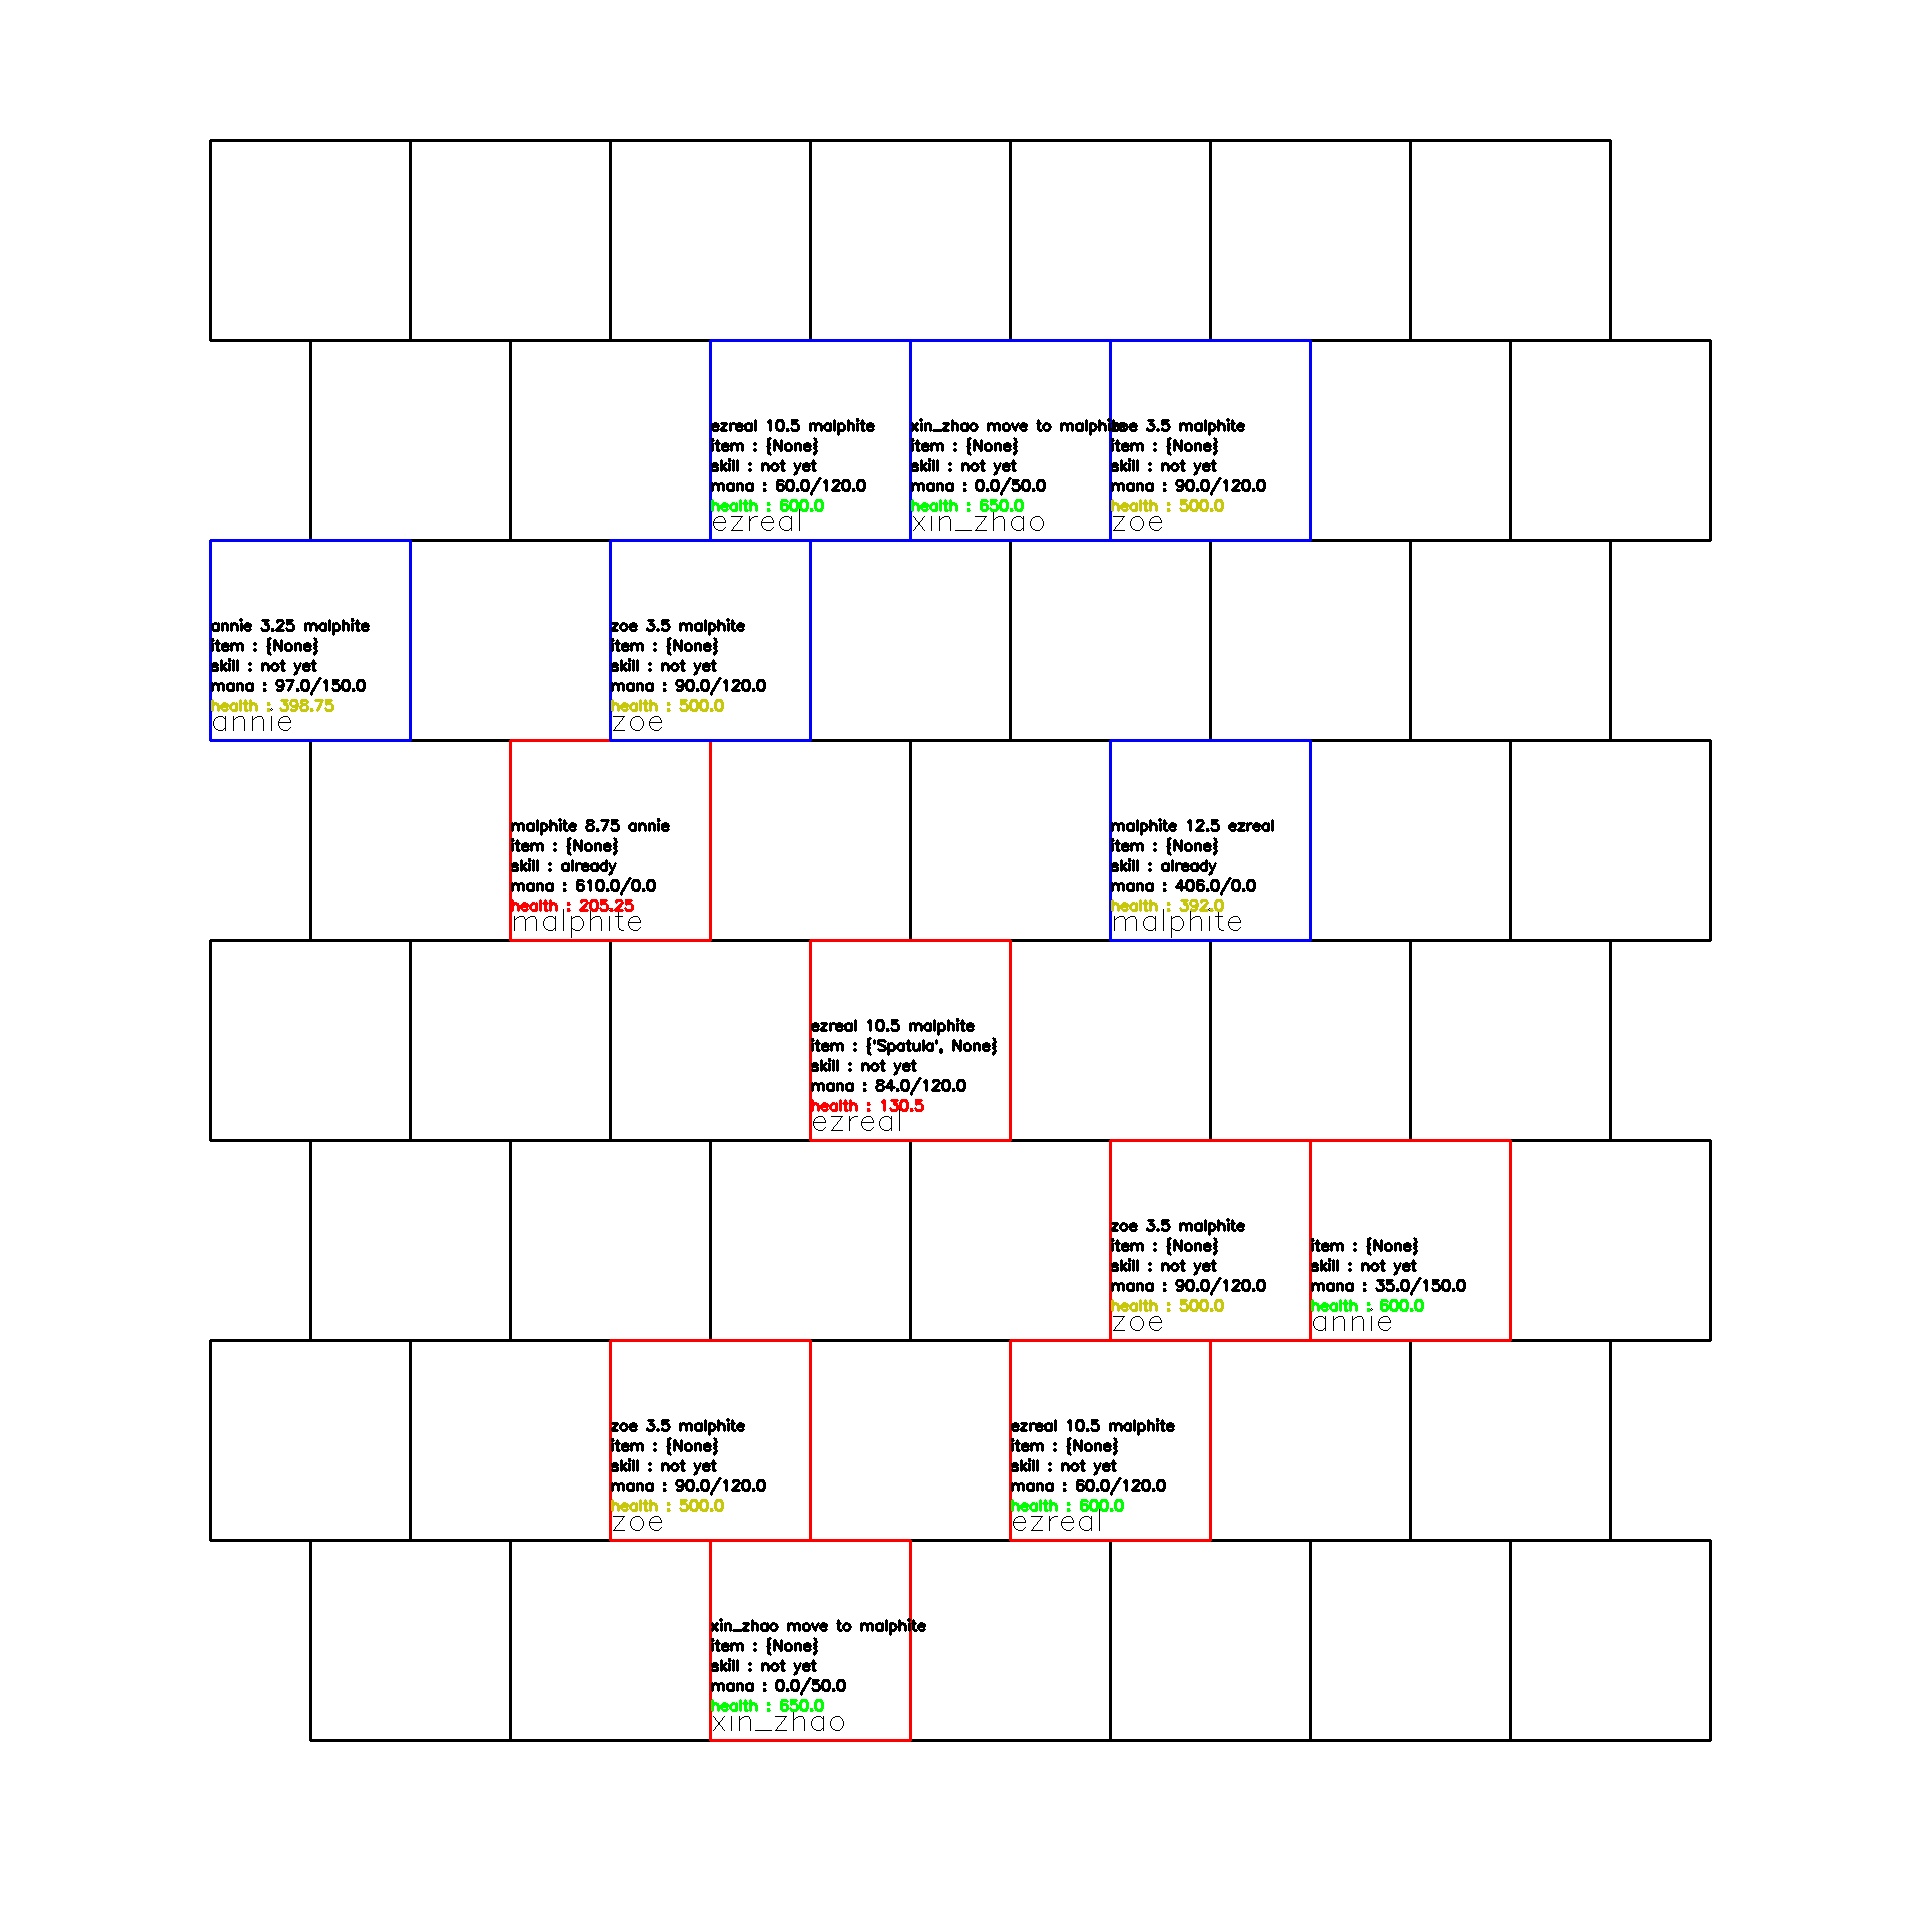 ezreal 10.5 malphite
item : {None}
skill : not yet
mana : 60.0/120.0
health : 600.0
ezreal
xin_zhao move to malphite
item : {None}
skill : not yet
mana : 0.0/50.0
health : 650.0
xin_zhao
zoe 3.5 malphite
item : {None}
skill : not yet
mana : 90.0/120.0
health : 500.0
zoe
annie 3.25 malphite
item : {None}
skill : not yet
mana : 97.0/150.0
health : 398.75
annie
zoe 3.5 malphite
item : {None}
skill : not yet
mana : 90.0/120.0
health : 500.0
zoe
malphite 8.75 annie
item : {None}
skill : already
mana : 610.0/0.0
health : 205.25
malphite
malphite 12.5 ezreal
item : {None}
skill : already
mana : 406.0/0.0
health : 392.0
malphite
ezreal 10.5 malphite
item : {'Spatula', None}
skill : not yet
mana : 84.0/120.0
health : 130.5
ezreal
zoe 3.5 malphite
item : {None}
skill : not yet
mana : 90.0/120.0
health : 500.0
zoe
item : {None}
skill : not yet
mana : 35.0/150.0
health : 600.0
annie
zoe 3.5 malphite
item : {None}
skill : not yet
mana : 90.0/120.0
health : 500.0
zoe
ezreal 10.5 malphite
item : {None}
skill : not yet
mana : 60.0/120.0
health : 600.0
ezreal
xin_zhao move to malphite
item : {None}
skill : not yet
mana : 0.0/50.0
health : 650.0
xin_zhao